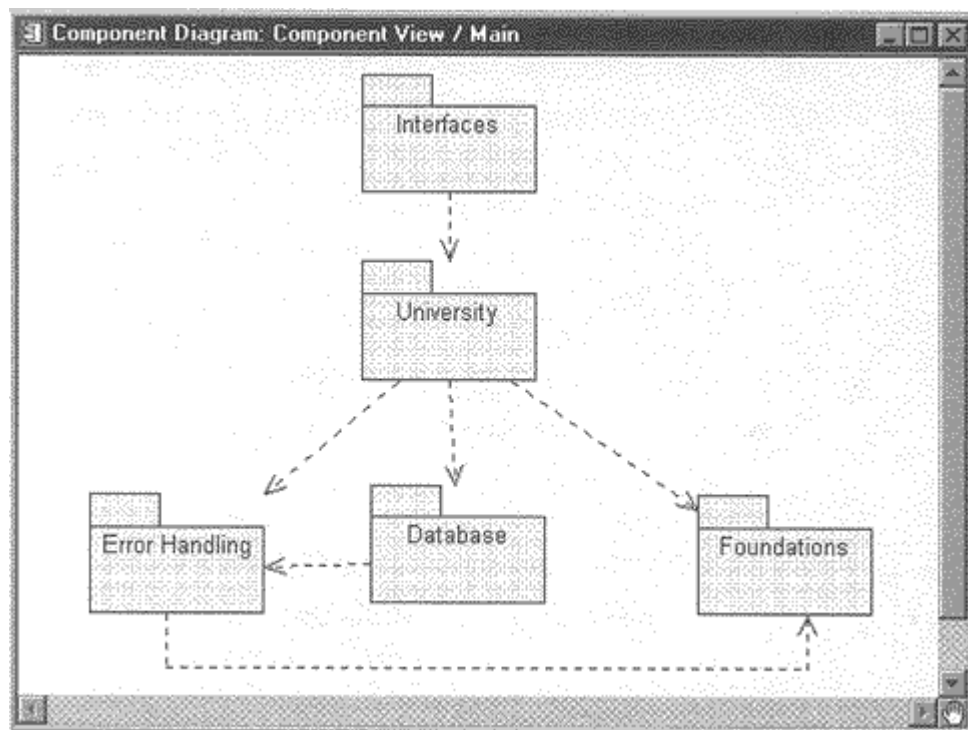 Component Diagram: Component View / Main
Interfaces
University
Error Handling
Database
Foundations